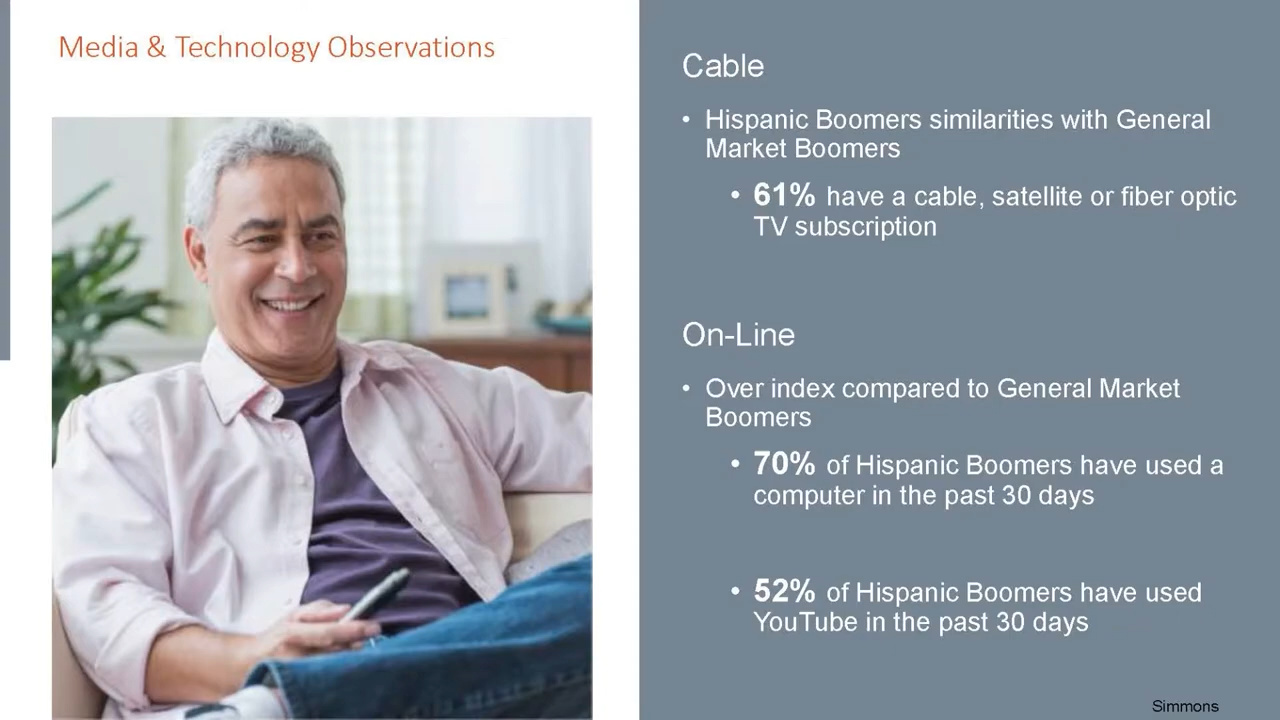 Media & Technology Observations
Cable
• Hispanic Boomers similarities with General
Market Boomers
• 61% have a cable, satellite or fiber optic
TV subscription
On-Line
• Over index compared to General Market
Boomers
• 70% of Hispanic Boomers have used a
computer in the past 30 days
• 52% of Hispanic Boomers have used
YouTube in the past 30 days
Simmons